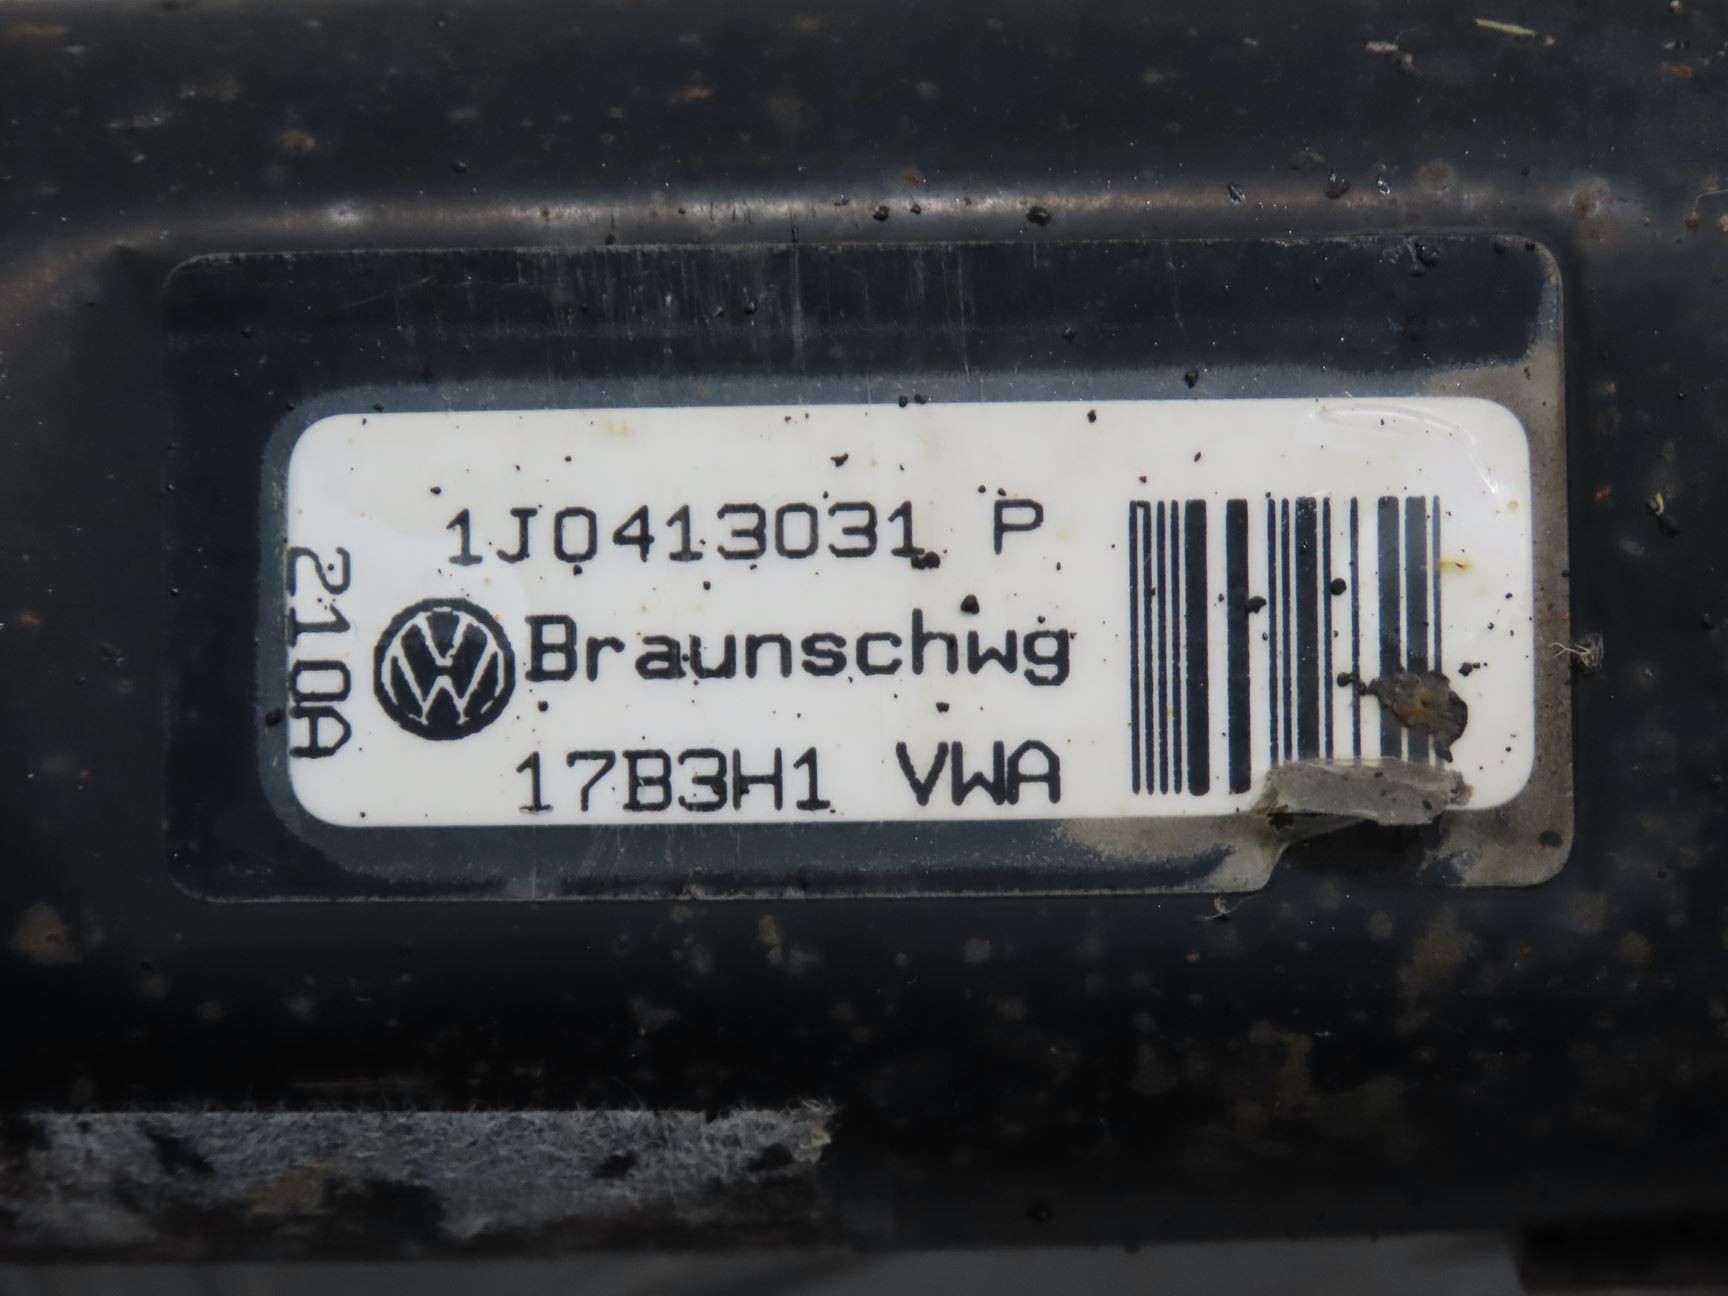 1J0413031 P
210A
Braunschwg
17B3H1 VWA